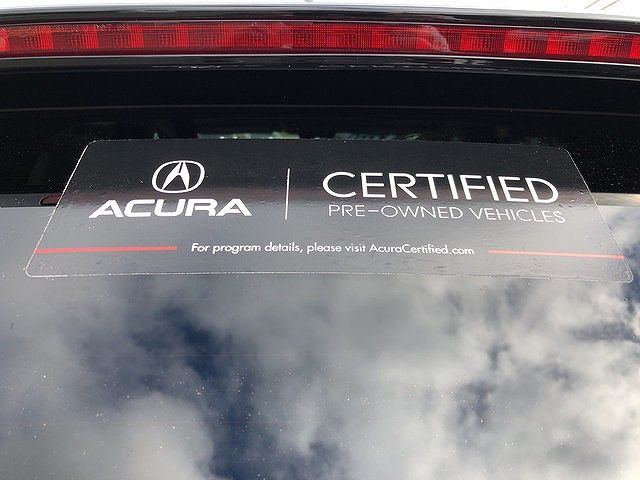 ACURA
CERTIFIED
PRE-OWNED VEHICLES
For program details, please visit AcuraCertified.com